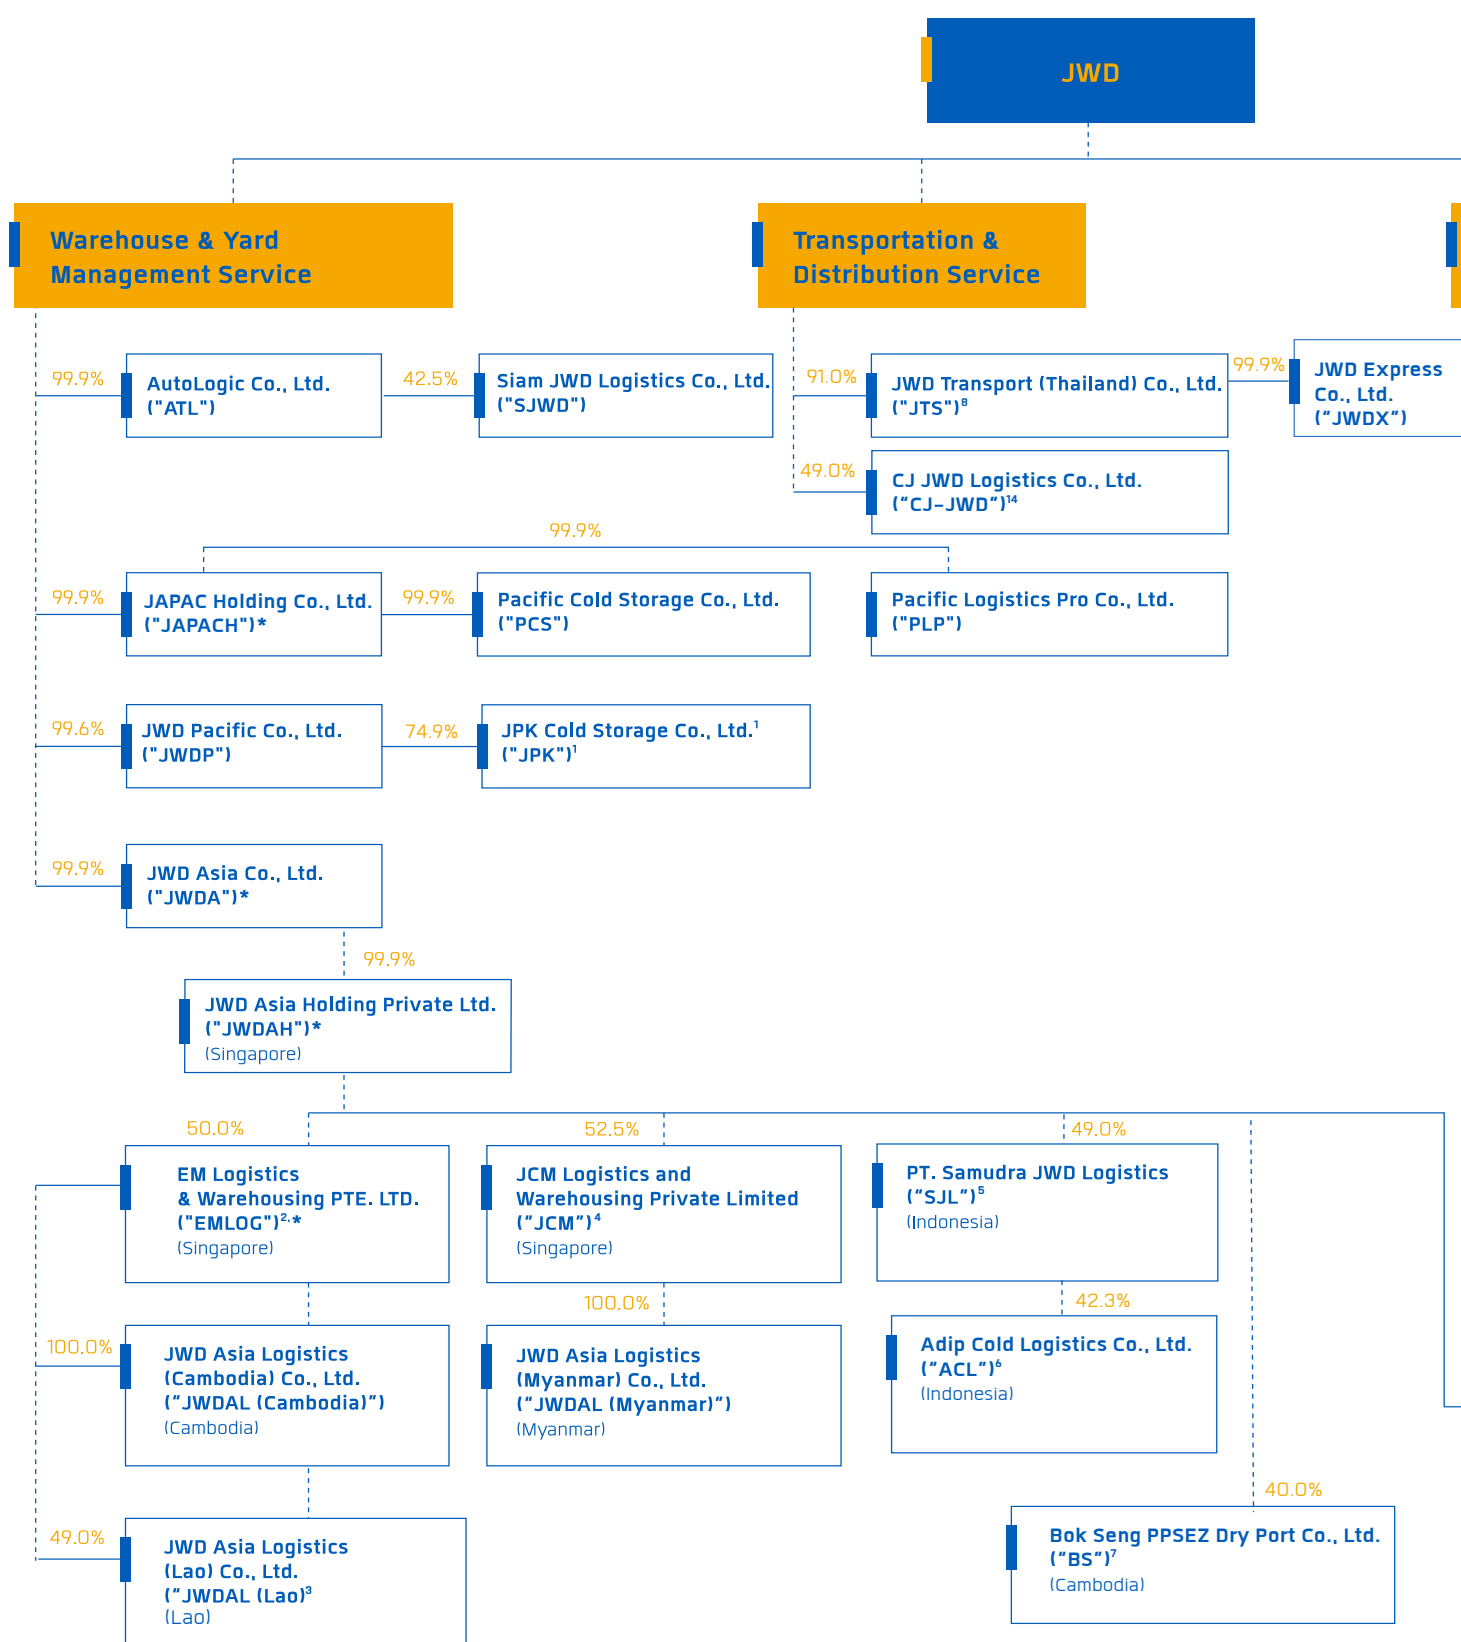 JWD
Warehouse & Yard
Management Service
Transportation &
Distribution Service
99.9%
AutoLogic Co., Ltd.
("ATL")
42.5%
Siam JWD Logistics Co., Ltd.
("SJWD")
91.0%
JWD Transport (Thailand) Co., Ltd.
("JTS")⁸
99.9%
JWD Express
Co., Ltd.
(“JWDX”)
49.0%
CJ JWD Logistics Co., Ltd.
(“CJ-JWD”)¹⁴
99.9%
99.9%
JAPAC Holding Co., Ltd.
("JAPACH")*
99.9%
Pacific Cold Storage Co., Ltd.
("PCS")
Pacific Logistics Pro Co., Ltd.
("PLP")
99.6%
JWD Pacific Co., Ltd.
("JWDP")
74.9%
JPK Cold Storage Co., Ltd.¹
("JPK")¹
99.9%
JWD Asia Co., Ltd.
("JWDA")*
99.9%
JWD Asia Holding Private Ltd.
("JWDAH")*
(Singapore)
50.0%
EM Logistics
& Warehousing PTE. LTD.
("EMLOG")²,*
(Singapore)
52.5%
JCM Logistics and
Warehousing Private Limited
(“JCM”)⁴
(Singapore)
49.0%
PT. Samudra JWD Logistics
(“SJL”)⁵
(Indonesia)
100.0%
JWD Asia Logistics
(Cambodia) Co., Ltd.
(“JWDAL (Cambodia)”)
(Cambodia)
100.0%
JWD Asia Logistics
(Myanmar) Co., Ltd.
(“JWDAL (Myanmar)”)
(Myanmar)
42.3%
Adip Cold Logistics Co., Ltd.
(“ACL”)⁶
(Indonesia)
49.0%
JWD Asia Logistics
(Lao) Co., Ltd.
(“JWDAL (Lao)³
(Lao)
40.0%
Bok Seng PPSEZ Dry Port Co., Ltd.
(“BS”)⁷
(Cambodia)